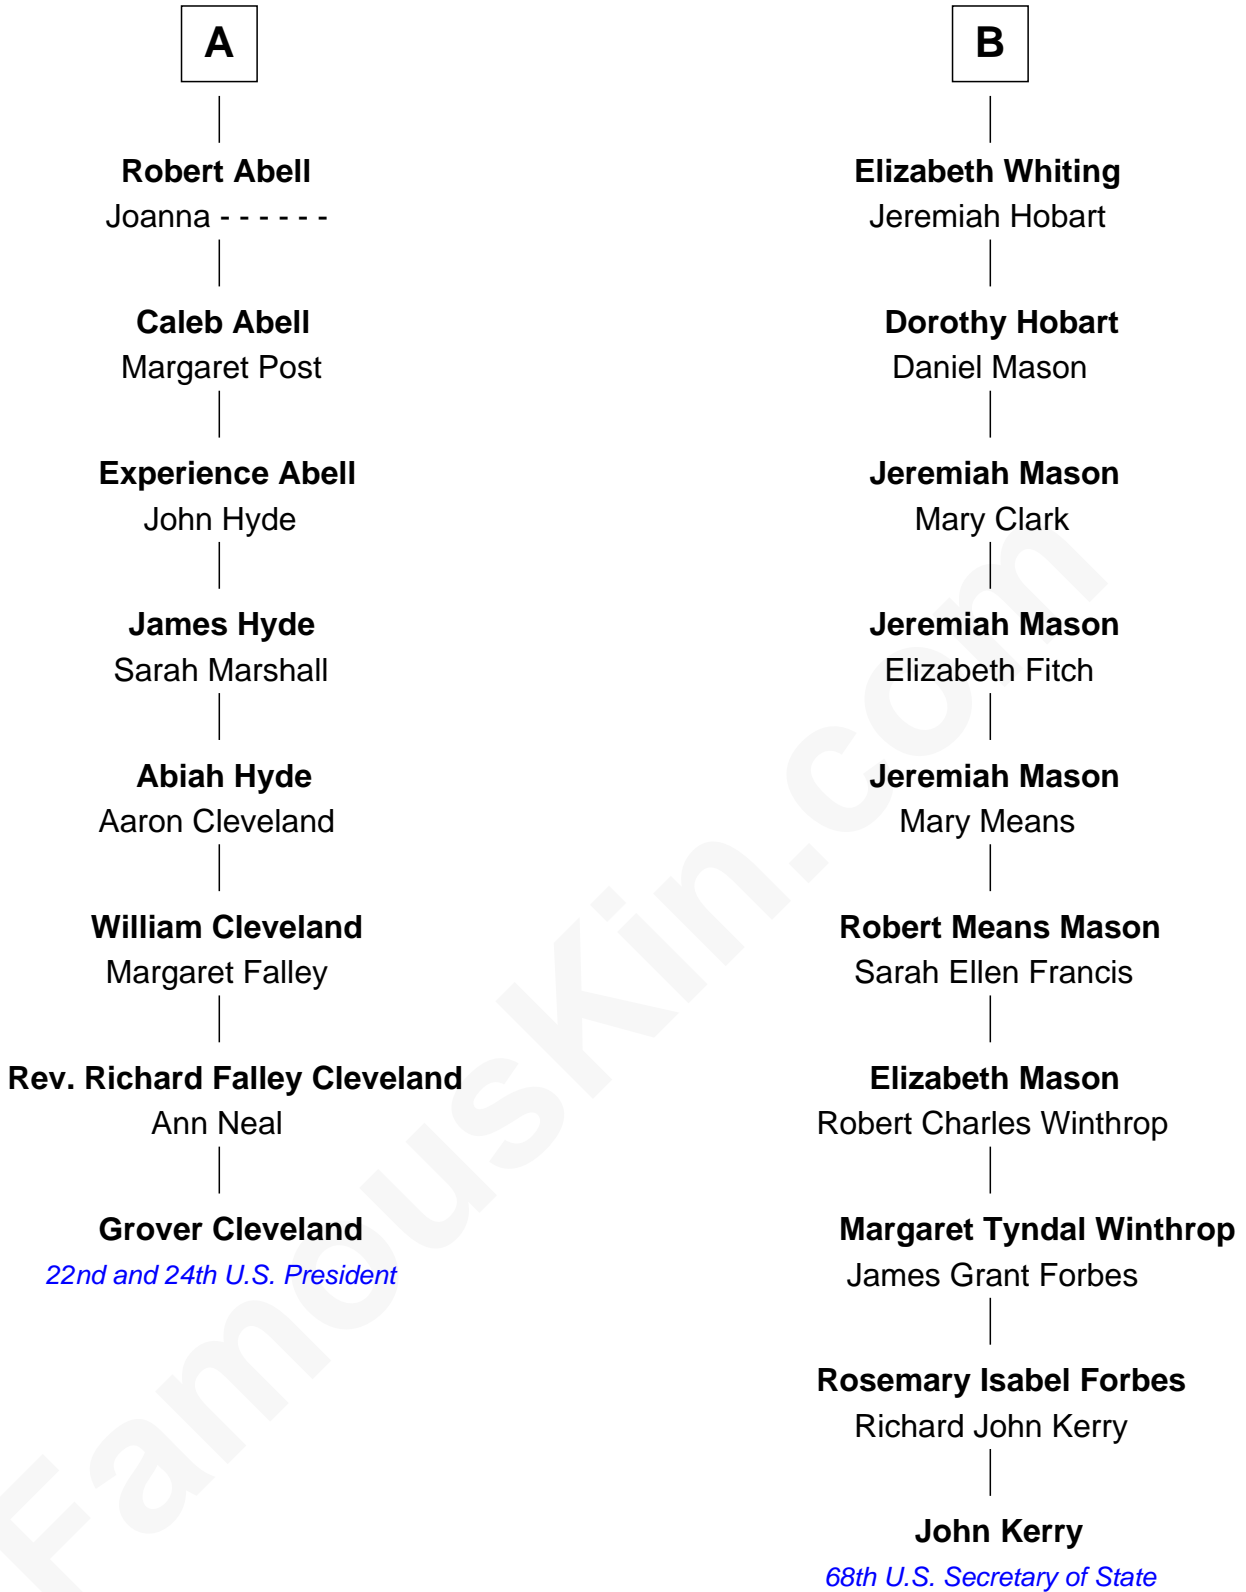 A
Robert Abell
Joanna - - - - - -
Caleb Abell
Margaret Post
Experience Abell
John Hyde
James Hyde
Sarah Marshall
Abiah Hyde
Aaron Cleveland
William Cleveland
Margaret Falley
Rev. Richard Falley Cleveland
Ann Neal
Grover Cleveland
22nd and 24th U.S. President
B
Elizabeth Whiting
Jeremiah Hobart
Dorothy Hobart
Daniel Mason
Jeremiah Mason
Mary Clark
Jeremiah Mason
Elizabeth Fitch
Jeremiah Mason
Mary Means
Robert Means Mason
Sarah Ellen Francis
Elizabeth Mason
Robert Charles Winthrop
Margaret Tyndal Winthrop
James Grant Forbes
Rosemary Isabel Forbes
Richard John Kerry
John Kerry
68th U.S. Secretary of State
FamousKin.com